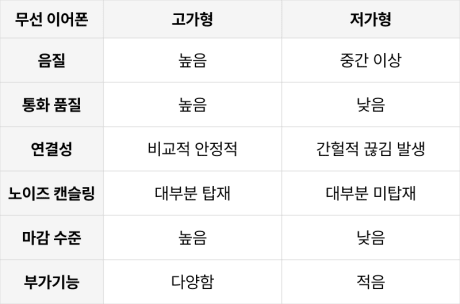 무선 이어폰 고가형 저가형
음질 높음 중간 이상
통화 품질 높음 낮음
연결성 비교적 안정적 간헐적 끊김 발생
노이즈 캔슬링 대부분 탑재 대부분 미탑재
마감 수준 높음 낮음
부가기능 다양함 적음